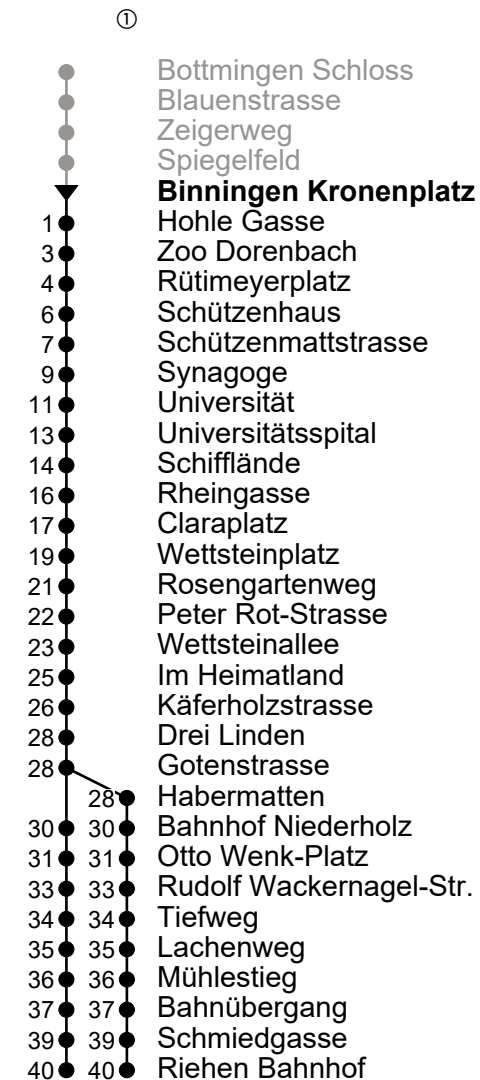 ①
Bottmingen Schloss
Blauenstrasse
Zeigerweg
Spiegelfeld
Binningen Kronenplatz
1 Hohle Gasse
3 Zoo Dorenbach
4 Rütimeyerplatz
6 Schützenhaus
7 Schützenmattstrasse
9 Synagoge
11 Universität
13 Universitätsspital
14 Schifflände
16 Rheingasse
17 Claraplatz
19 Wettsteinplatz
21 Rosengartenweg
22 Peter Rot-Strasse
23 Wettsteinallee
25 Im Heimatland
26 Käferholzstrasse
28 Drei Linden
28 Gotenstrasse
28 Habermatten
30 30 Bahnhof Niederholz
31 31 Otto Wenk-Platz
33 33 Rudolf Wackernagel-Str.
34 34 Tiefweg
35 35 Lachenweg
36 36 Mühlestieg
37 37 Bahnübergang
39 39 Schmiedgasse
40 40 Riehen Bahnhof